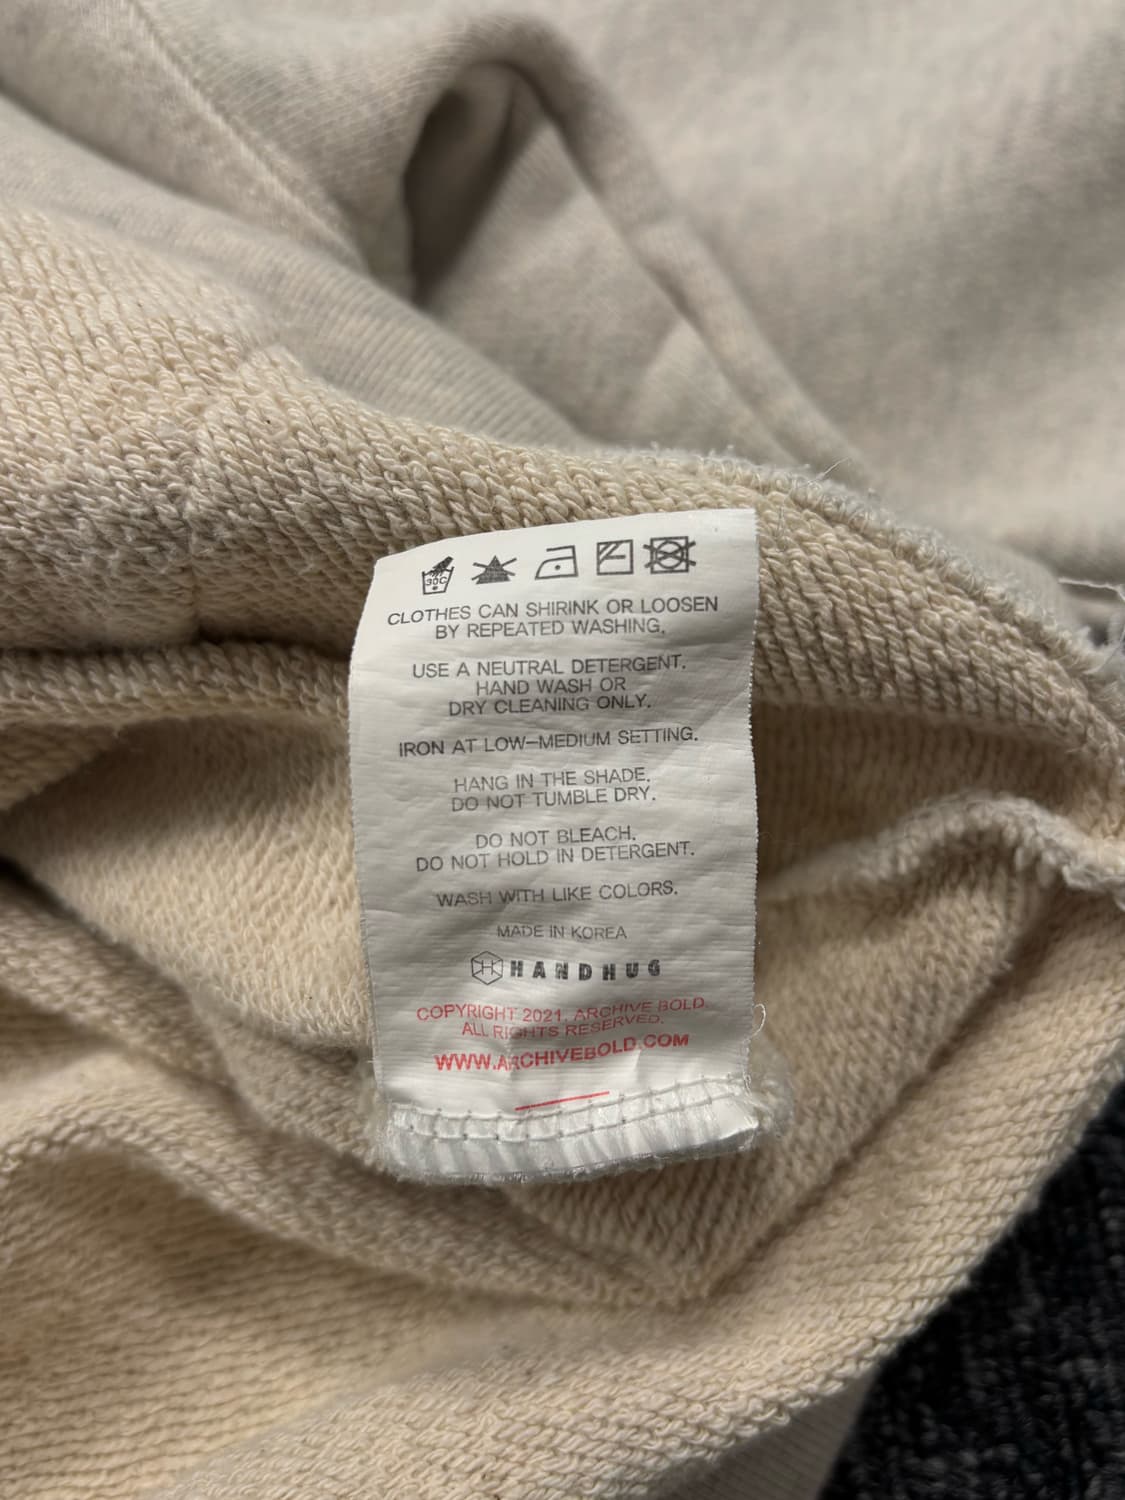 30C
CLOTHES CAN SHIRINK OR LOOSEN
BY REPEATED WASHING,
USE A NEUTRAL DETERGENT.
HAND WASH OR
DRY CLEANING ONLY.
IRON AT LOW-MEDIUM SETTING.
HANG IN THE SHADE.
DO NOT TUMBLE DRY.
DO NOT BLEACH.
DO NOT HOLD IN DETERGENT.
WASH WITH LIKE COLORS.
MADE IN KOREA
HANDHUG
COPYRIGHT 2021, ARCHIVE BOLD.
ALL RIGHTS RESERVED.
WWW.ARCHIVEBOLD.COM